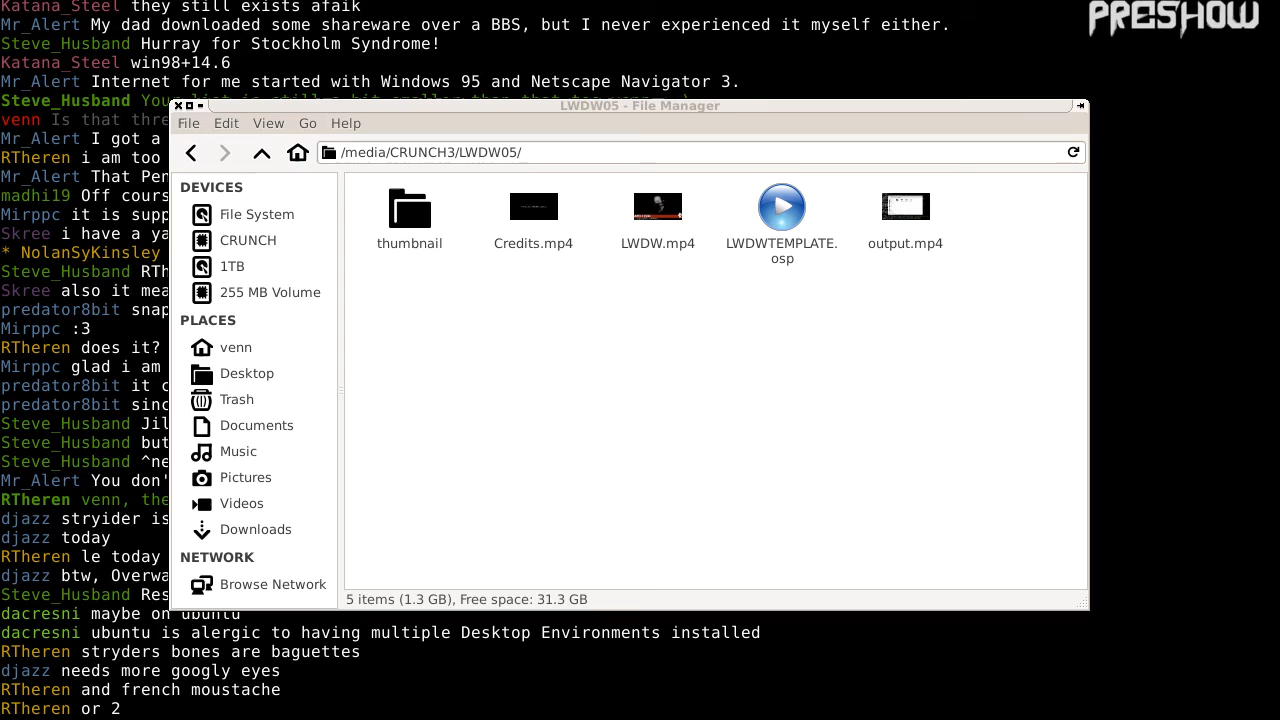 Katana_Steel they still exists afaik
PRESHOW
Mr_Alert My dad downloaded some shareware over a BBS, but I never experienced it myself either.
Steve_Husband Hurray for Stockholm Syndrome!
Katana_Steel win98+14.6
Mr_Alert Internet for me started with Windows 95 and Netscape Navigator 3.
Steve_Husband
venn Is that thre
Mr_Alert I got a
RTheren i am too
Mr_Alert That Pen
madhi19 Off cours
Mirppc it is supp
Skree i have a ya
* NolanSyKinsley
Steve_Husband RTh
Skree also it mea
predator8bit snap
Mirppc :3
RTheren does it?
Mirppc glad i am
predator8bit it c
predator8bit sinc
Steve_Husband Jil
Steve_Husband but
Steve_Husband ^ne
Mr_Alert You don'
RTheren venn, the
djazz stryider is
djazz today
RTheren le today
djazz btw, Overwa
Steve_Husband Res
dacresni maybe on ubuntu
dacresni ubuntu is alergic to having multiple Desktop Environments installed
RTheren stryders bones are baguettes
djazz needs more googly eyes
RTheren and french moustache
RTheren or 2
LWDW05 - File Manager
File Edit View Go Help
/media/CRUNCH3/LWDW05/
DEVICES
File System
CRUNCH
1TB
255 MB Volume
PLACES
venn
Desktop
Trash
Documents
Music
Pictures
Videos
Downloads
NETWORK
Browse Network
thumbnail
Credits.mp4
LWDW.mp4
LWDWTEMPLATE.
osp
output.mp4
5 items (1.3 GB), Free space: 31.3 GB